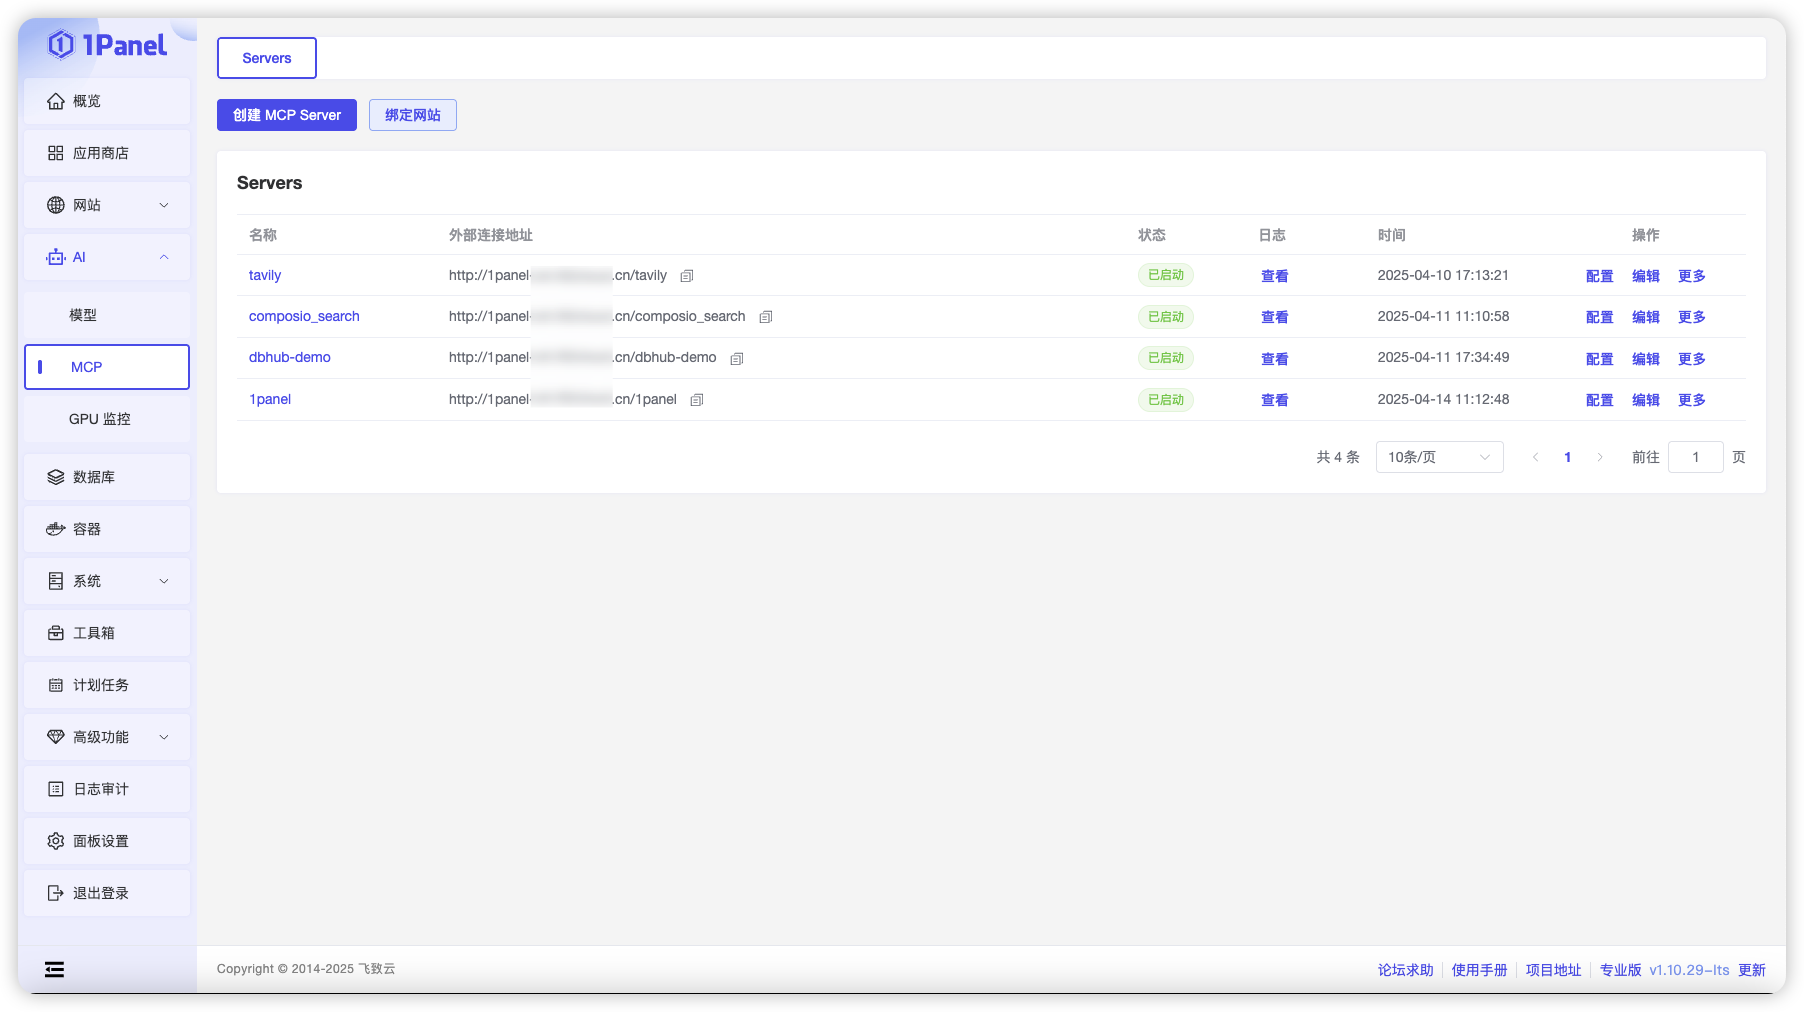 1Panel
概览
应用商店
网站
AI
模型
MCP
GPU 监控
数据库
容器
系统
工具箱
计划任务
高级功能
日志审计
面板设置
退出登录
Servers
创建 MCP Server 绑定网站
Servers
名称 外部连接地址 状态 日志 时间 操作
tavily http://1panel- .cn/tavily 已启动 查看 2025-04-10 17:13:21 配置 编辑 更多
composio_search http://1panel- .cn/composio_search 已启动 查看 2025-04-11 11:10:58 配置 编辑 更多
dbhub-demo http://1panel- .cn/dbhub-demo 已启动 查看 2025-04-11 17:34:49 配置 编辑 更多
1panel http://1panel- .cn/1panel 已启动 查看 2025-04-14 11:12:48 配置 编辑 更多
共 4 条 10条/页 1 前往 1 页
Copyright © 2014-2025 飞致云 论坛求助 使用手册 项目地址 专业版 v1.10.29-lts 更新